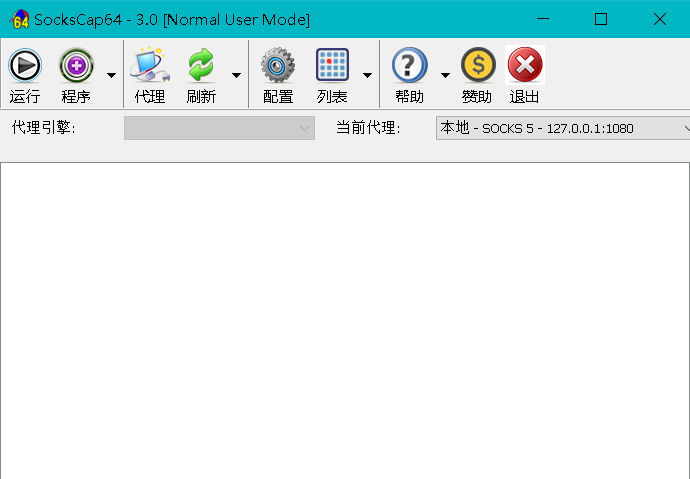 64 SocksCap64 - 3.0 [Normal User Mode]
运行 程序 代理 刷新 配置 列表 帮助 赞助 退出
代理引擎: 当前代理: 本地 - SOCKS 5 - 127.0.0.1:1080